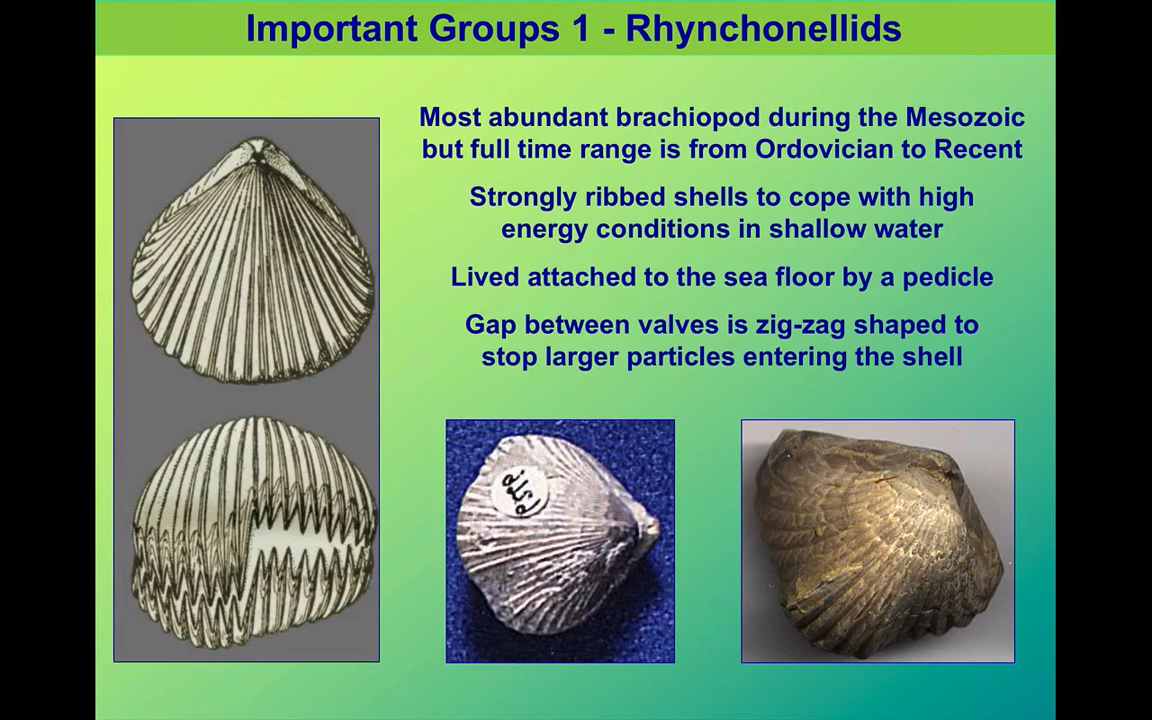 Important Groups 1 - Rhynchonellids
Most abundant brachiopod during the Mesozoic
but full time range is from Ordovician to Recent
Strongly ribbed shells to cope with high
energy conditions in shallow water
Lived attached to the sea floor by a pedicle
Gap between valves is zig-zag shaped to
stop larger particles entering the shell